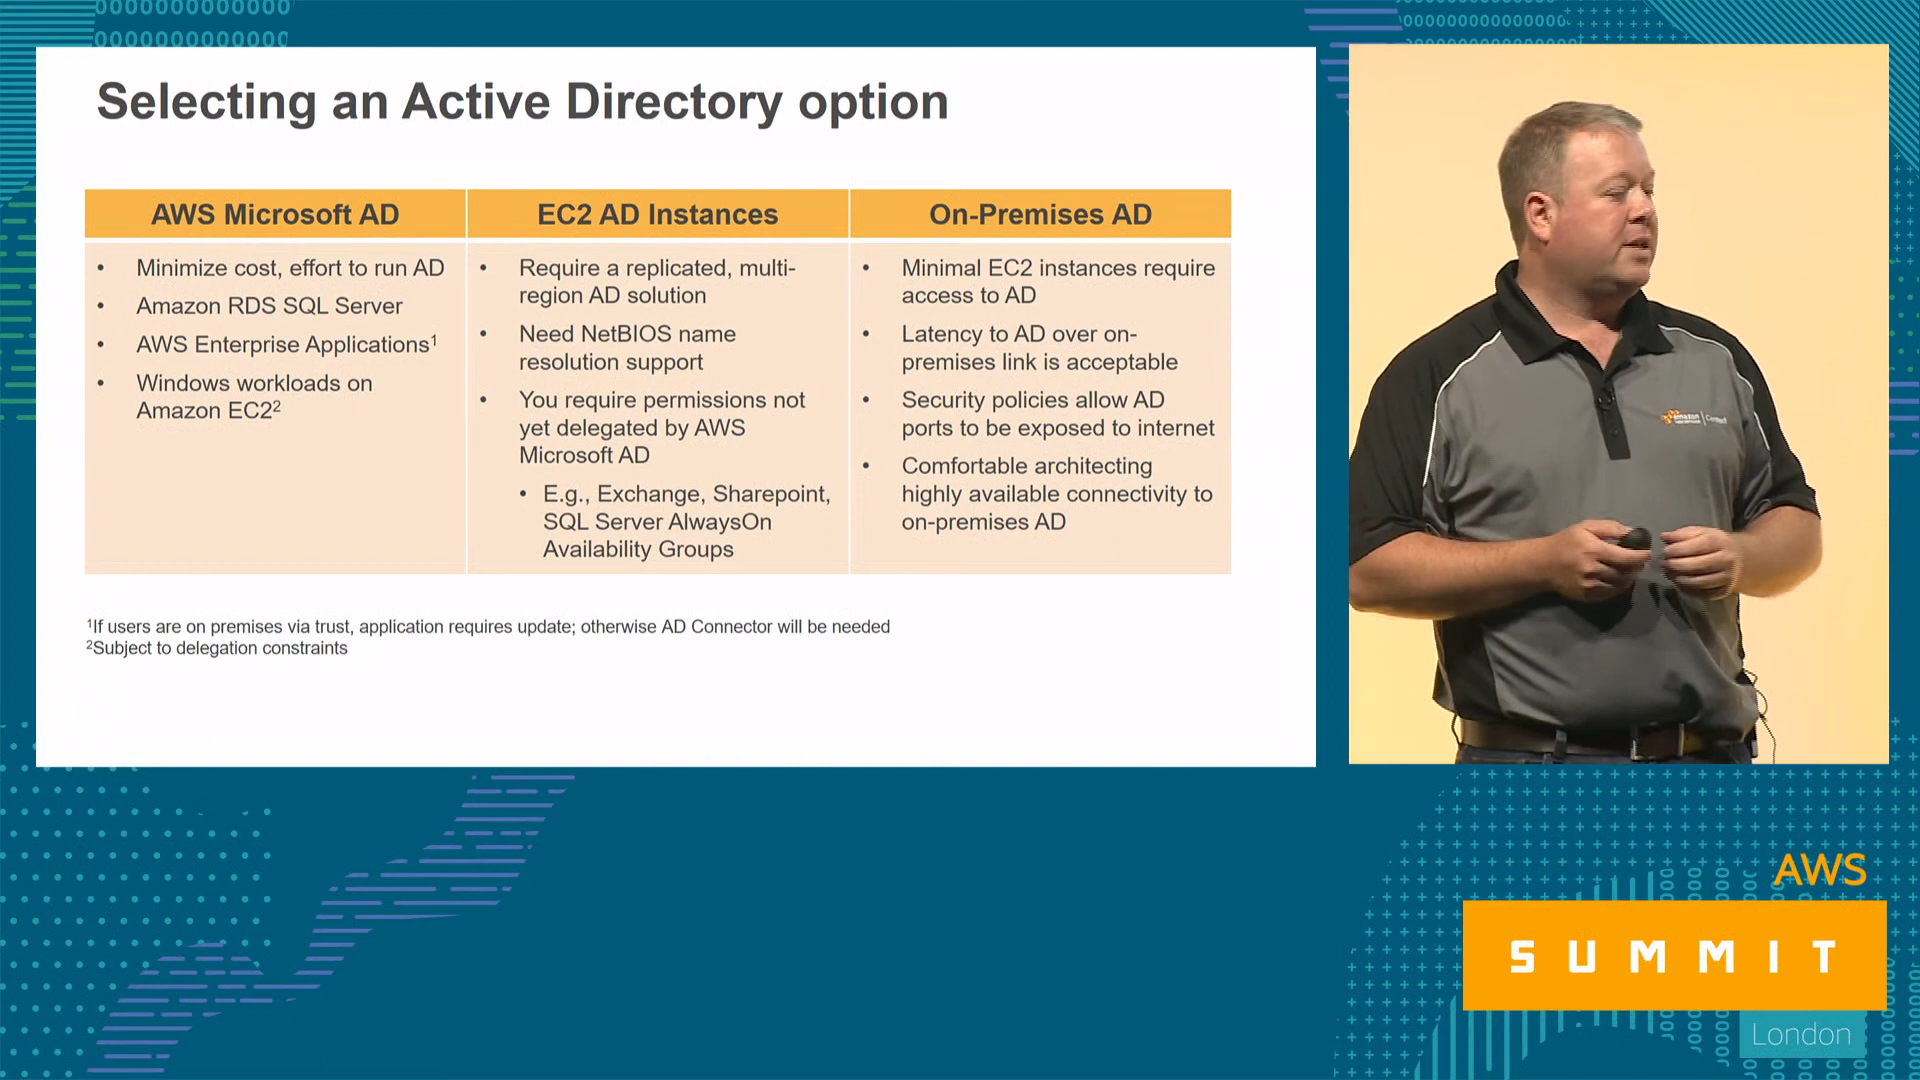 Selecting an Active Directory option
AWS Microsoft AD
• Minimize cost, effort to run AD
• Amazon RDS SQL Server
• AWS Enterprise Applications¹
• Windows workloads on
Amazon EC2²
EC2 AD Instances
• Require a replicated, multi-
region AD solution
• Need NetBIOS name
resolution support
• You require permissions not
yet delegated by AWS
Microsoft AD
• E.g., Exchange, Sharepoint,
SQL Server AlwaysOn
Availability Groups
On-Premises AD
• Minimal EC2 instances require
access to AD
• Latency to AD over on-
premises link is acceptable
• Security policies allow AD
ports to be exposed to internet
• Comfortable architecting
highly available connectivity to
on-premises AD
¹If users are on premises via trust, application requires update; otherwise AD Connector will be needed
²Subject to delegation constraints
amazon
AWS
SUMMIT
London